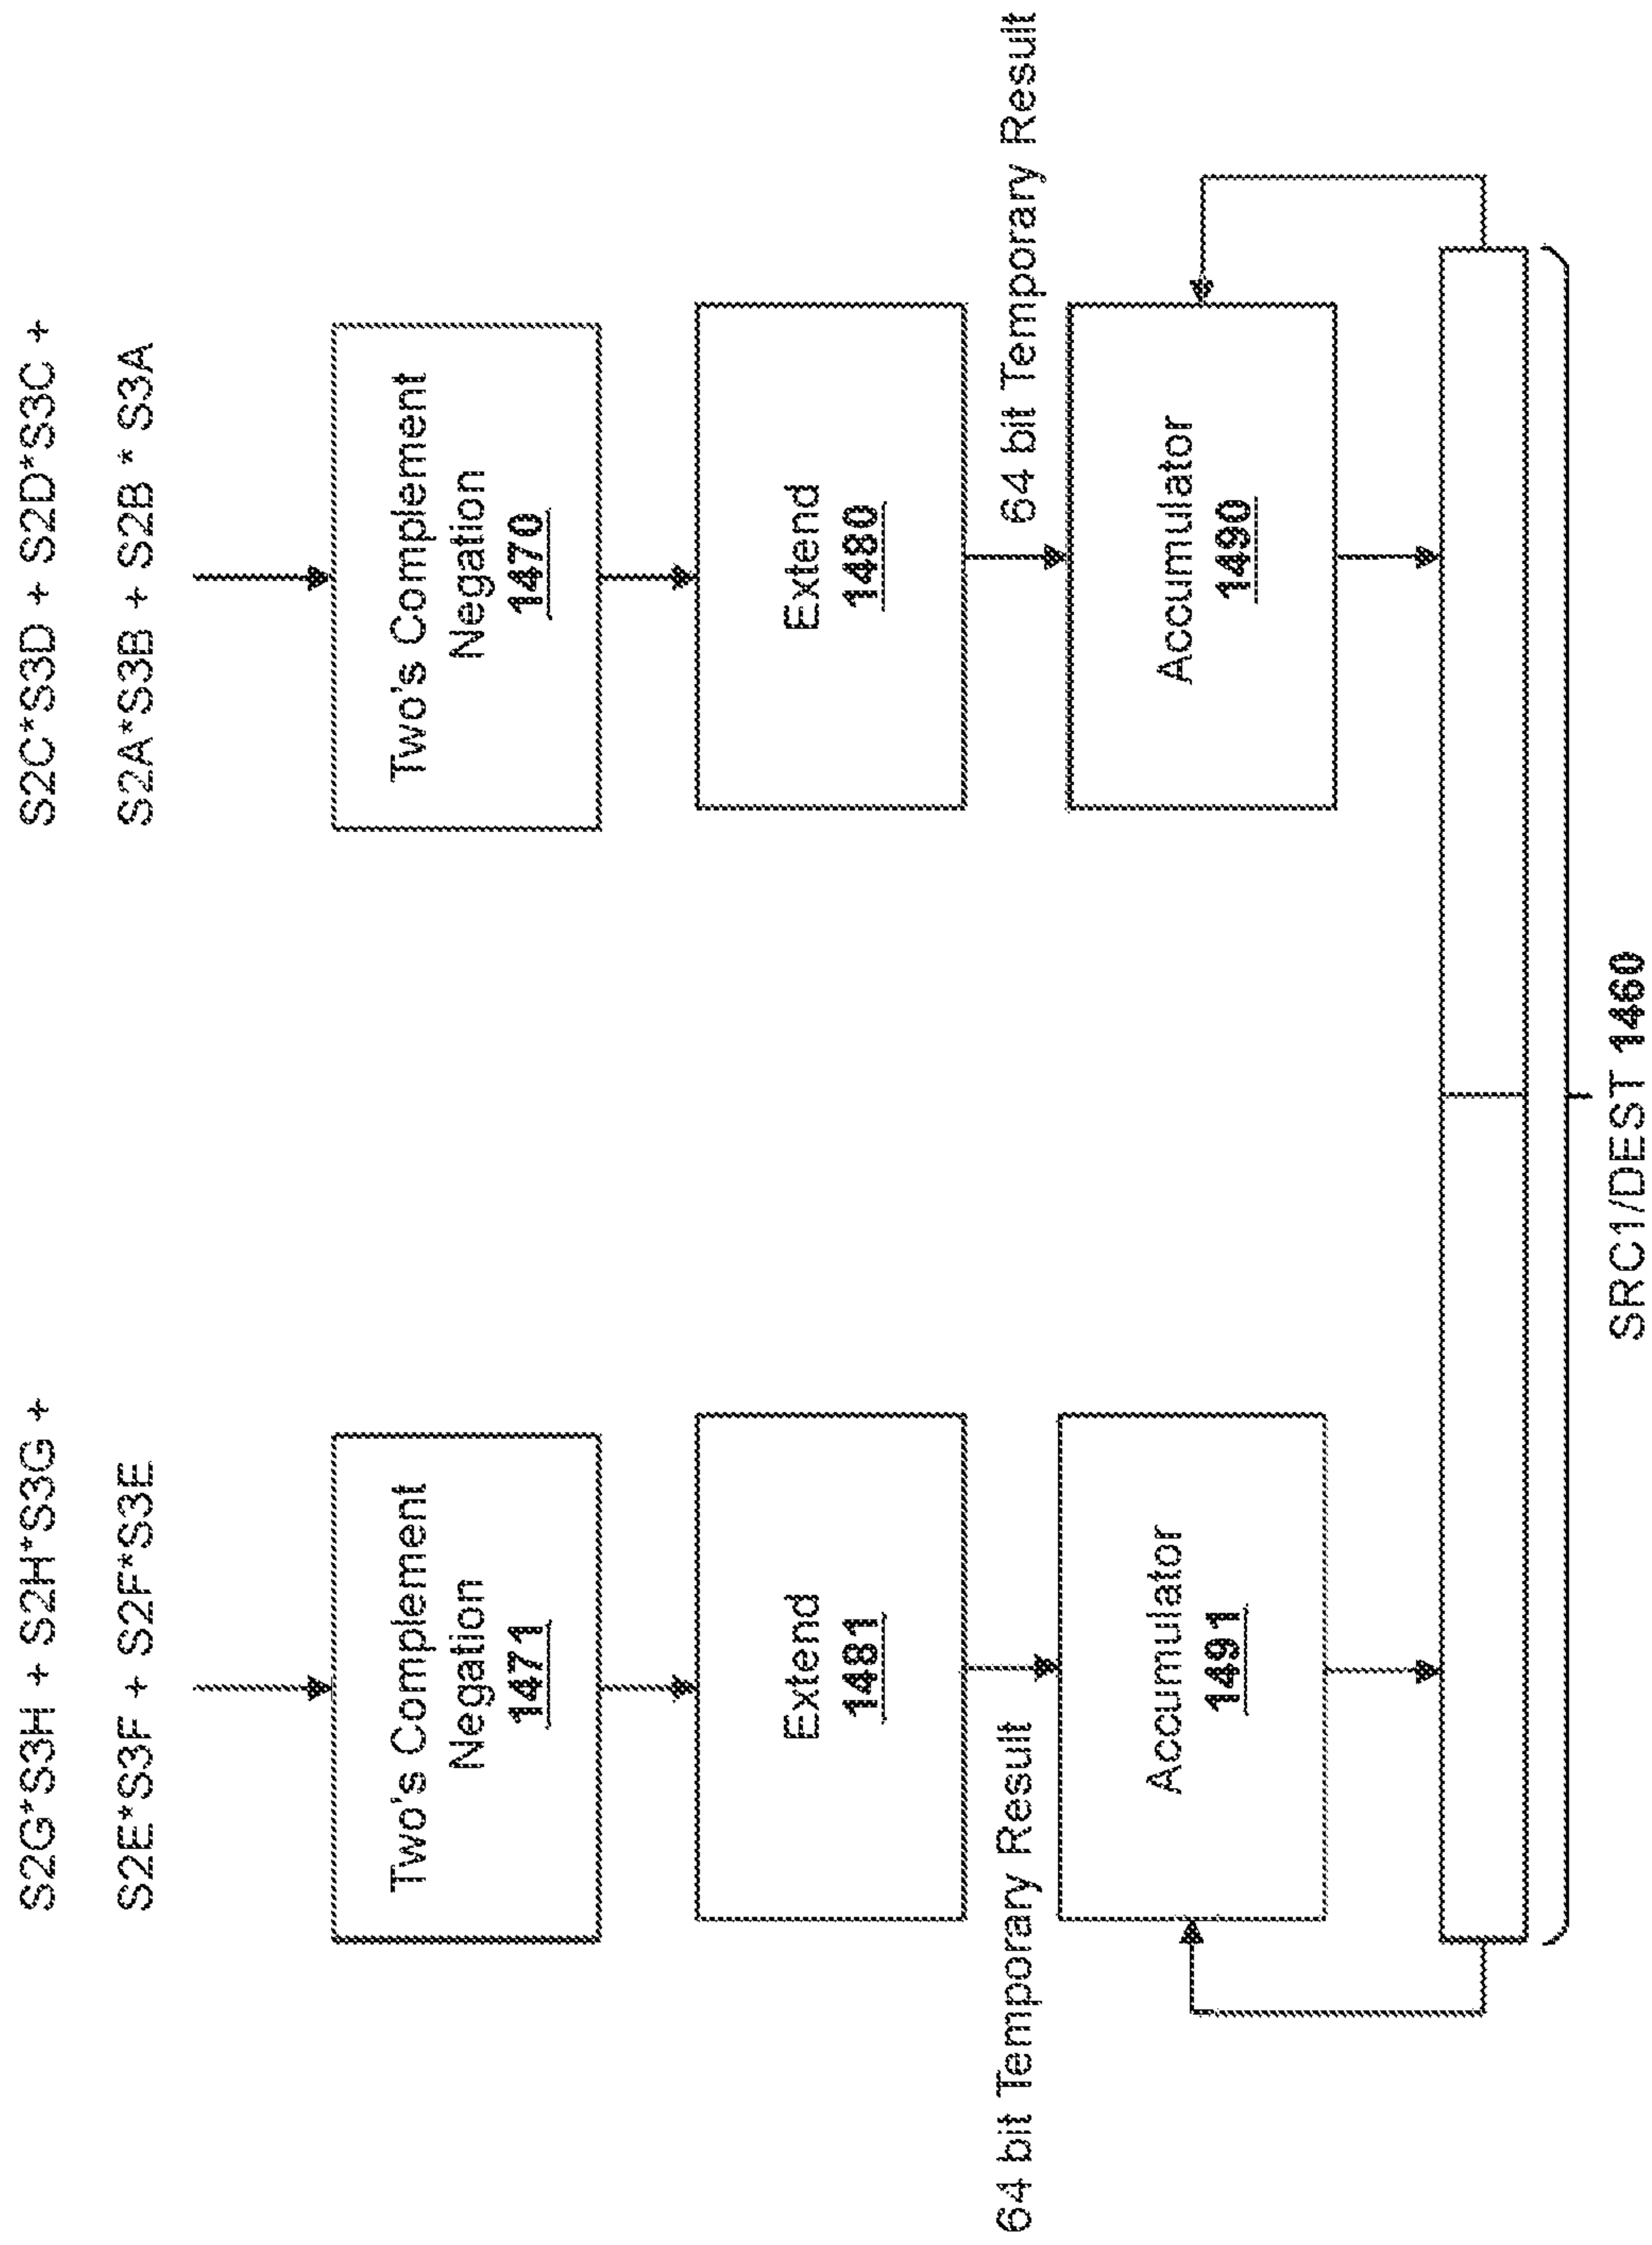 S2G*S3H + S2H*S3G +
S2E*S3F + S2F*S3E
S2C*S3D + S2D*S3C +
S2A*S3B + S2B * S3A
Two's Complement
Negation
1471
Two's Complement
Negation
1470
Extend
1481
Extend
1480
64 bit Temporary Result
64 bit Temporary Result
Accumulator
1491
Accumulator
1490
SRC1/DEST 1460